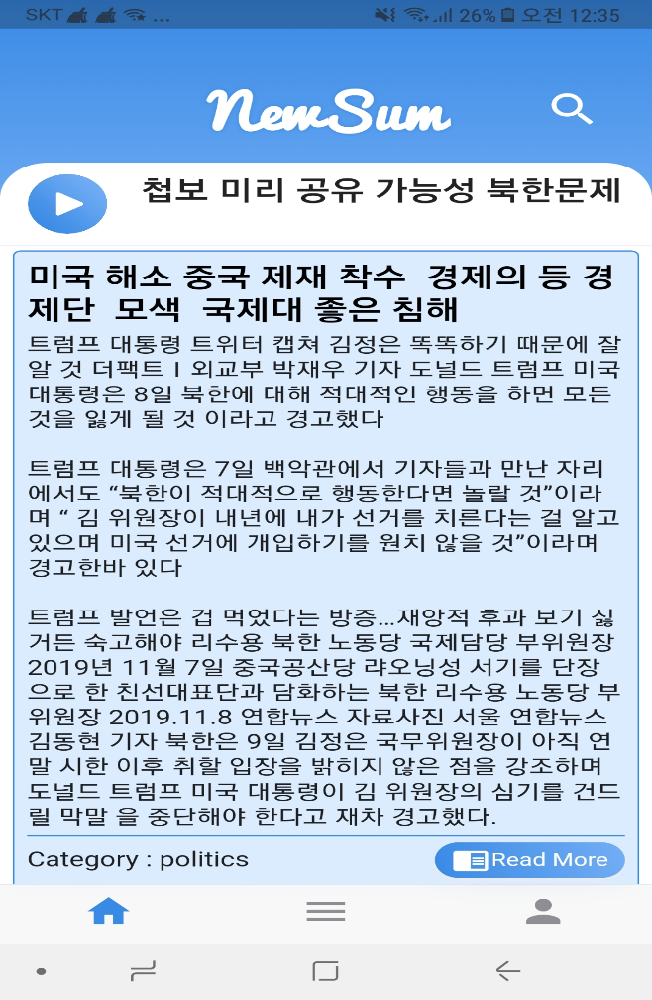 SKT ... 26% 오전 12:35
NewSum
첩보 미리 공유 가능성 북한문제
미국 해소 중국 제재 착수  경제의 등 경
제단  모색  국제대 좋은 침해
트럼프 대통령 트위터 캡쳐 김정은 똑똑하기 때문에 잘
알 것 더팩트 l 외교부 박재우 기자 도널드 트럼프 미국
대통령은 8일 북한에 대해 적대적인 행동을 하면 모든
것을 잃게 될 것 이라고 경고했다
트럼프 대통령은 7일 백악관에서 기자들과 만난 자리
에서도 “북한이 적대적으로 행동한다면 놀랄 것”이라
며 “ 김 위원장이 내년에 내가 선거를 치른다는 걸 알고
있으며 미국 선거에 개입하기를 원치 않을 것”이라며
경고한바 있다
트럼프 발언은 겁 먹었다는 방증...재앙적 후과 보기 싫
거든 숙고해야 리수용 북한 노동당 국제담당 부위원장
2019년 11월 7일 중국공산당 랴오닝성 서기를 단장
으로 한 친선대표단과 담화하는 북한 리수용 노동당 부
위원장 2019.11.8 연합뉴스 자료사진 서울 연합뉴스
김동현 기자 북한은 9일 김정은 국무위원장이 아직 연
말 시한 이후 취할 입장을 밝히지 않은 점을 강조하며
도널드 트럼프 미국 대통령이 김 위원장의 심기를 건드
릴 막말 을 중단해야 한다고 재차 경고했다.
Category : politics
Read More